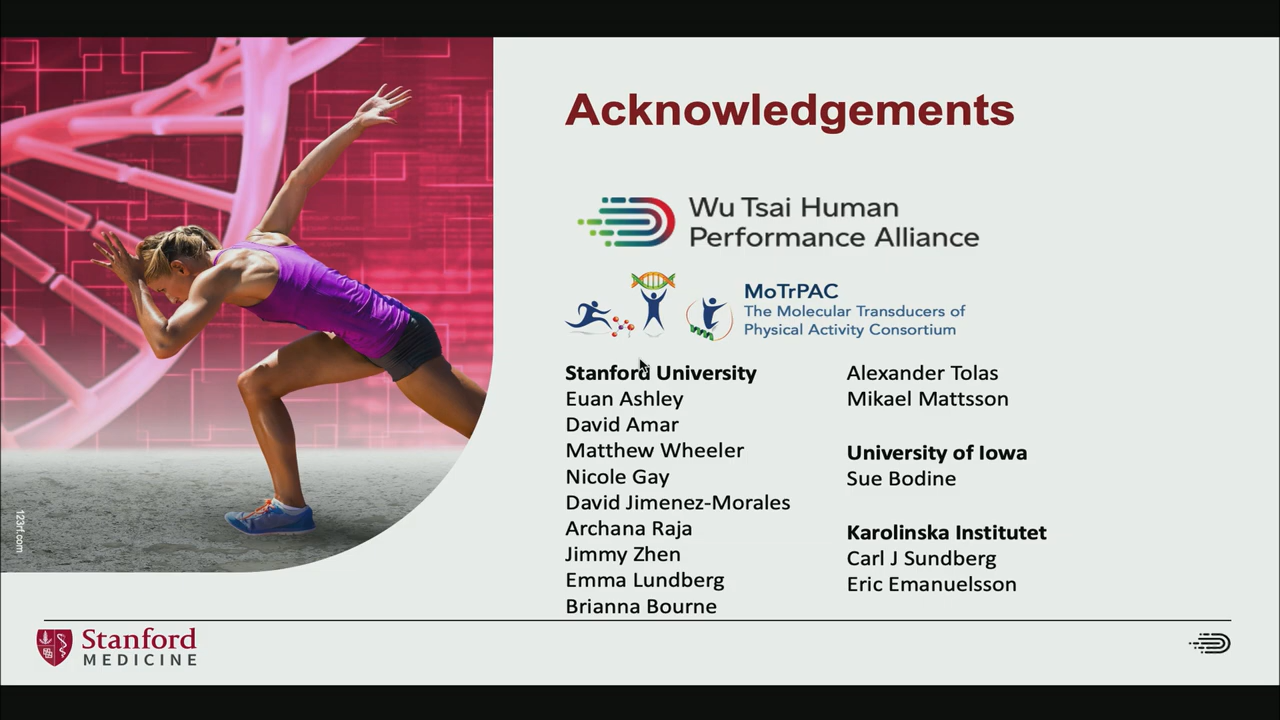 Acknowledgements
Wu Tsai Human
Performance Alliance
MoTrPAC
The Molecular Transducers of
Physical Activity Consortium
Stanford University
Euan Ashley
David Amar
Matthew Wheeler
Nicole Gay
David Jimenez-Morales
Archana Raja
Jimmy Zhen
Emma Lundberg
Brianna Bourne
Alexander Tolas
Mikael Mattsson
University of Iowa
Sue Bodine
Karolinska Institutet
Carl J Sundberg
Eric Emanuelsson
123rf.com
Stanford
MEDICINE